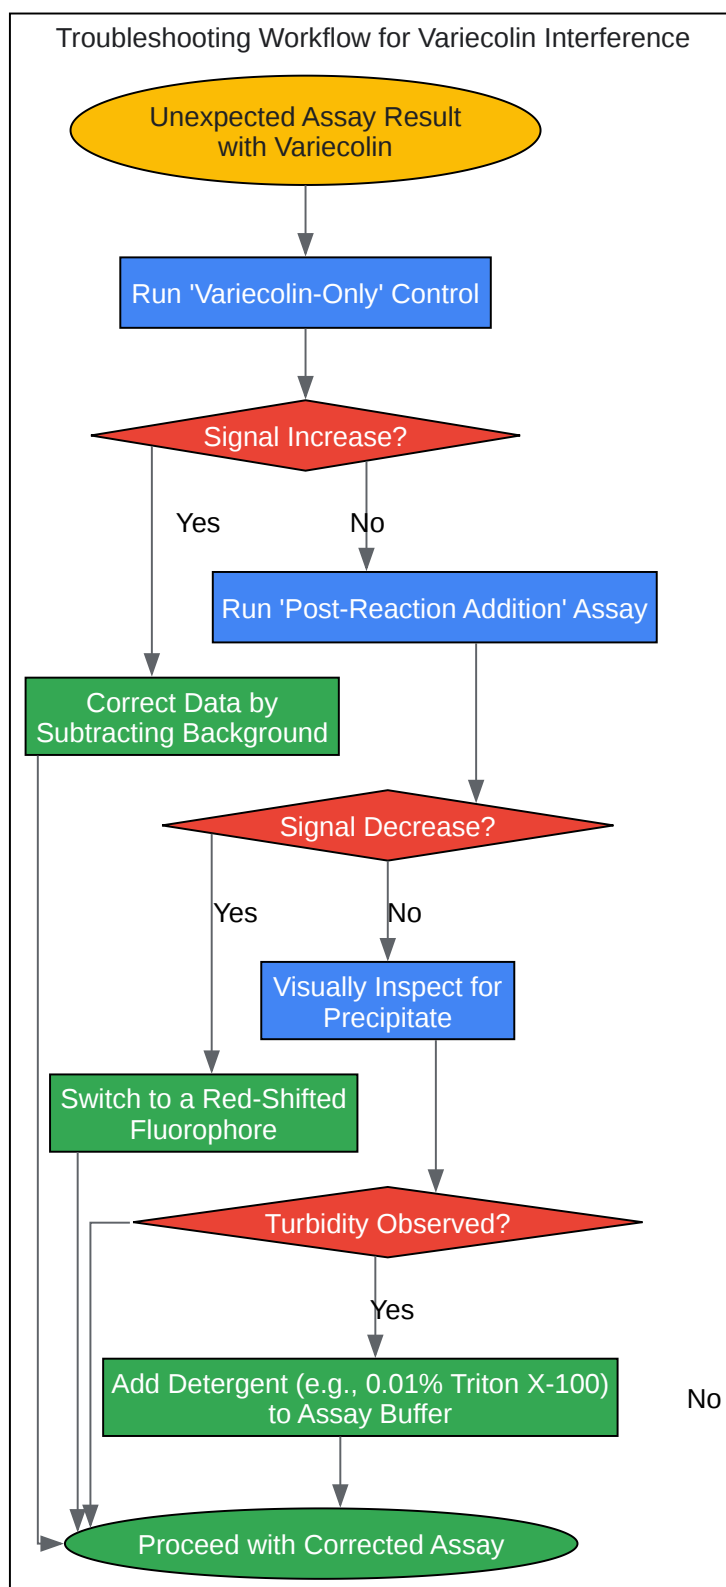 Troubleshooting Workflow for Variecolin Interference
Unexpected Assay Result
with Variecolin
Run 'Variecolin-Only' Control
Signal Increase?
Yes
No
Run 'Post-Reaction Addition' Assay
Correct Data by
Subtracting Background
Signal Decrease?
Yes
No
Visually Inspect for
Precipitate
Switch to a Red-Shifted
Fluorophore
Turbidity Observed?
Yes
Add Detergent (e.g., 0.01% Triton X-100)
to Assay Buffer
No
Proceed with Corrected Assay